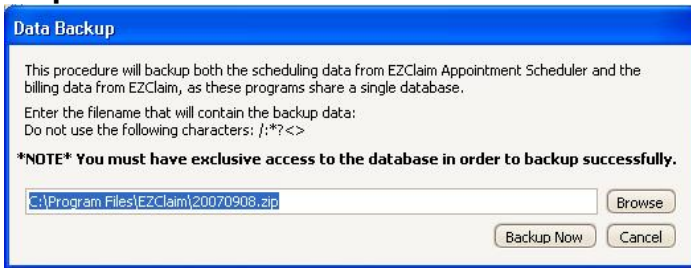 Data Backup
This procedure will backup both the scheduling data from EZClaim Appointment Scheduler and the
billing data from EZClaim, as these programs share a single database.
Enter the filename that will contain the backup data:
Do not use the following characters: /:*?<>
*NOTE* You must have exclusive access to the database in order to backup successfully.
C:\Program Files\EZClaim\20070908.zip
Browse
Backup Now
Cancel